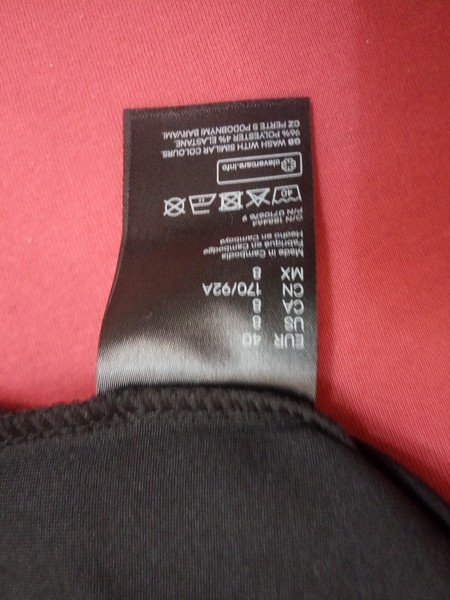 EUR 40
US 8
CA 8
CN 170/92A
MX 8
Made in Cambodia
Fabriqué en Cambodge
Hecho en Camboya
40
clevercare.info
GB WASH WITH SIMILAR COLOURS.
96% POLYESTER 4% ELASTANE.
CZ PERTE S PODOBNÝMI BARVAMI.